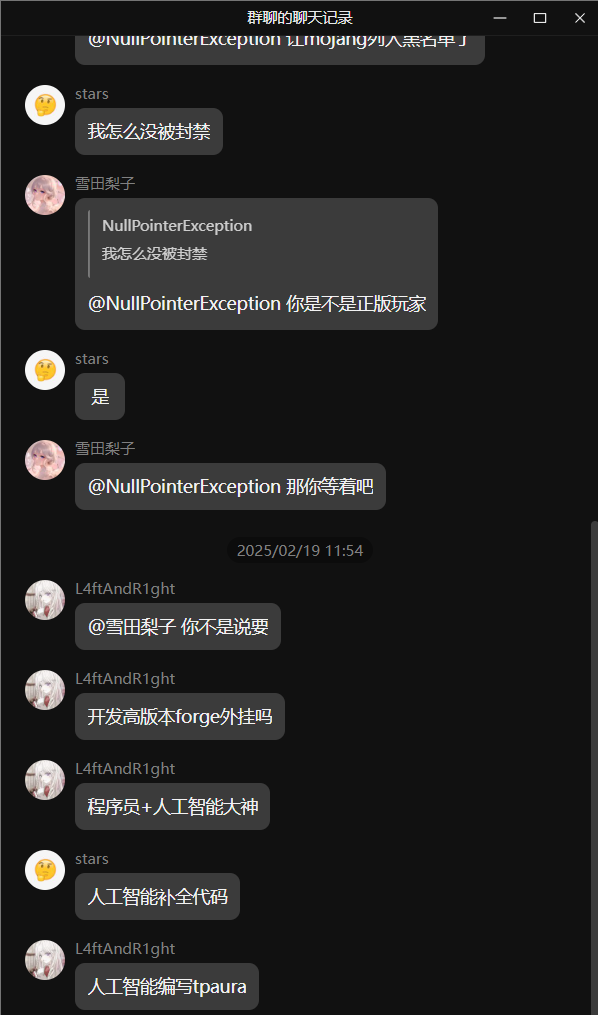 群聊的聊天记录
@NullPointerException 让mojang列入黑名单了
stars
我怎么没被封禁
雪田梨子
NullPointerException
我怎么没被封禁
@NullPointerException 你是不是正版玩家
stars
是
雪田梨子
@NullPointerException 那你等着吧
2025/02/19 11:54
L4ftAndR1ght
@雪田梨子 你不是说要
L4ftAndR1ght
开发高版本forge外挂吗
L4ftAndR1ght
程序员+人工智能大神
stars
人工智能补全代码
L4ftAndR1ght
人工智能编写tpaura